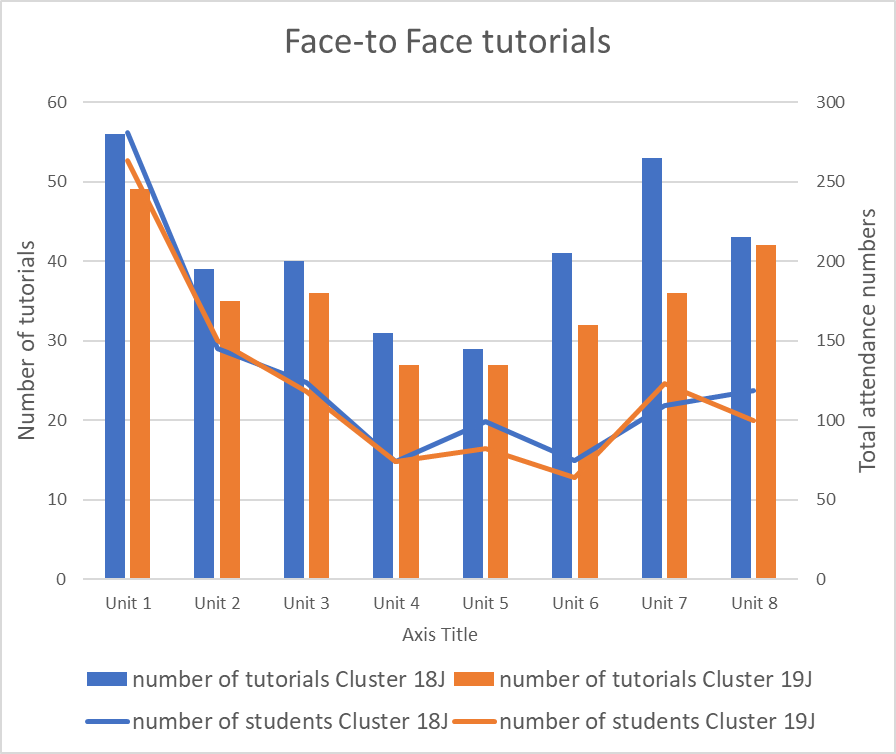 Face-to Face tutorials
60
50
40
30
20
10
0
Number of tutorials
300
250
200
150
100
50
0
Total attendance numbers
Unit 1 Unit 2 Unit 3 Unit 4 Unit 5 Unit 6 Unit 7 Unit 8
Axis Title
number of tutorials Cluster 18J number of tutorials Cluster 19J
number of students Cluster 18J number of students Cluster 19J